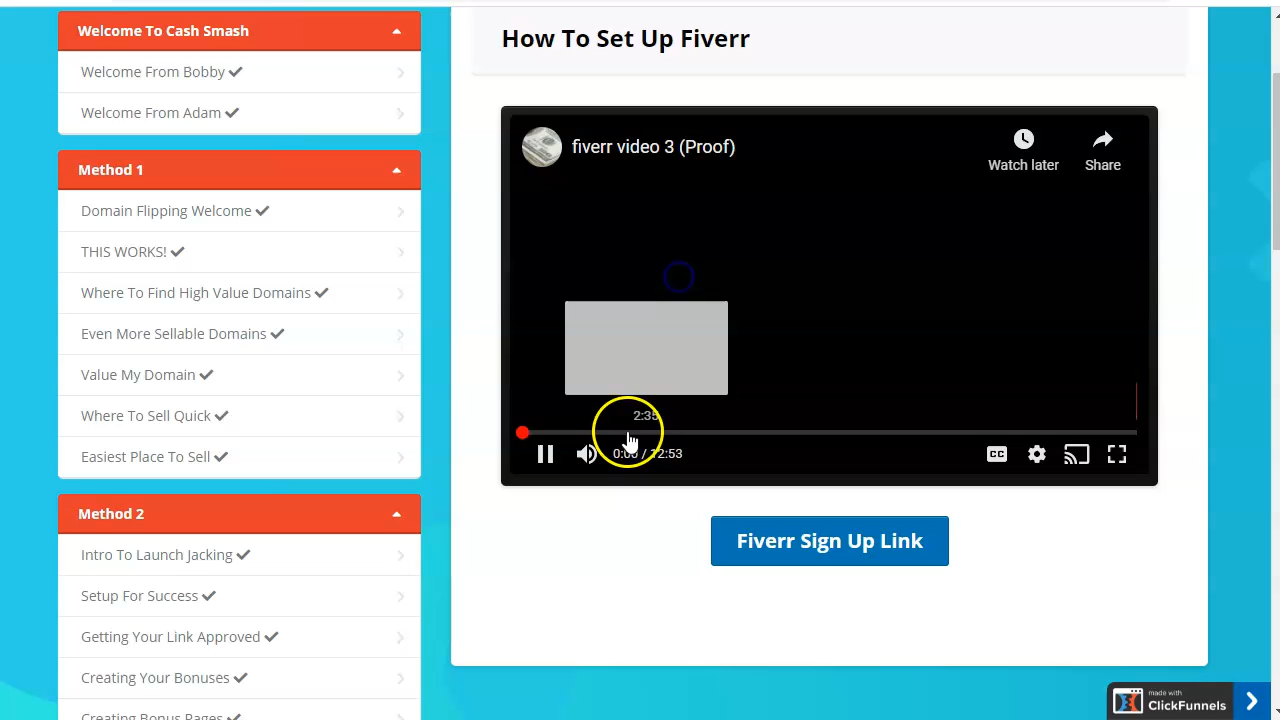 Welcome To Cash Smash
Welcome From Bobby
Welcome From Adam
Method 1
Domain Flipping Welcome
THIS WORKS!
Where To Find High Value Domains
Even More Sellable Domains
Value My Domain
Where To Sell Quick
Easiest Place To Sell
Method 2
Intro To Launch Jacking
Setup For Success
Getting Your Link Approved
Creating Your Bonuses
Creating Bonus Pages
How To Set Up Fiverr
fiverr video 3 (Proof)
Watch later
Share
2:35
/ 12:53
CC
Fiverr Sign Up Link
made with
ClickFunnels